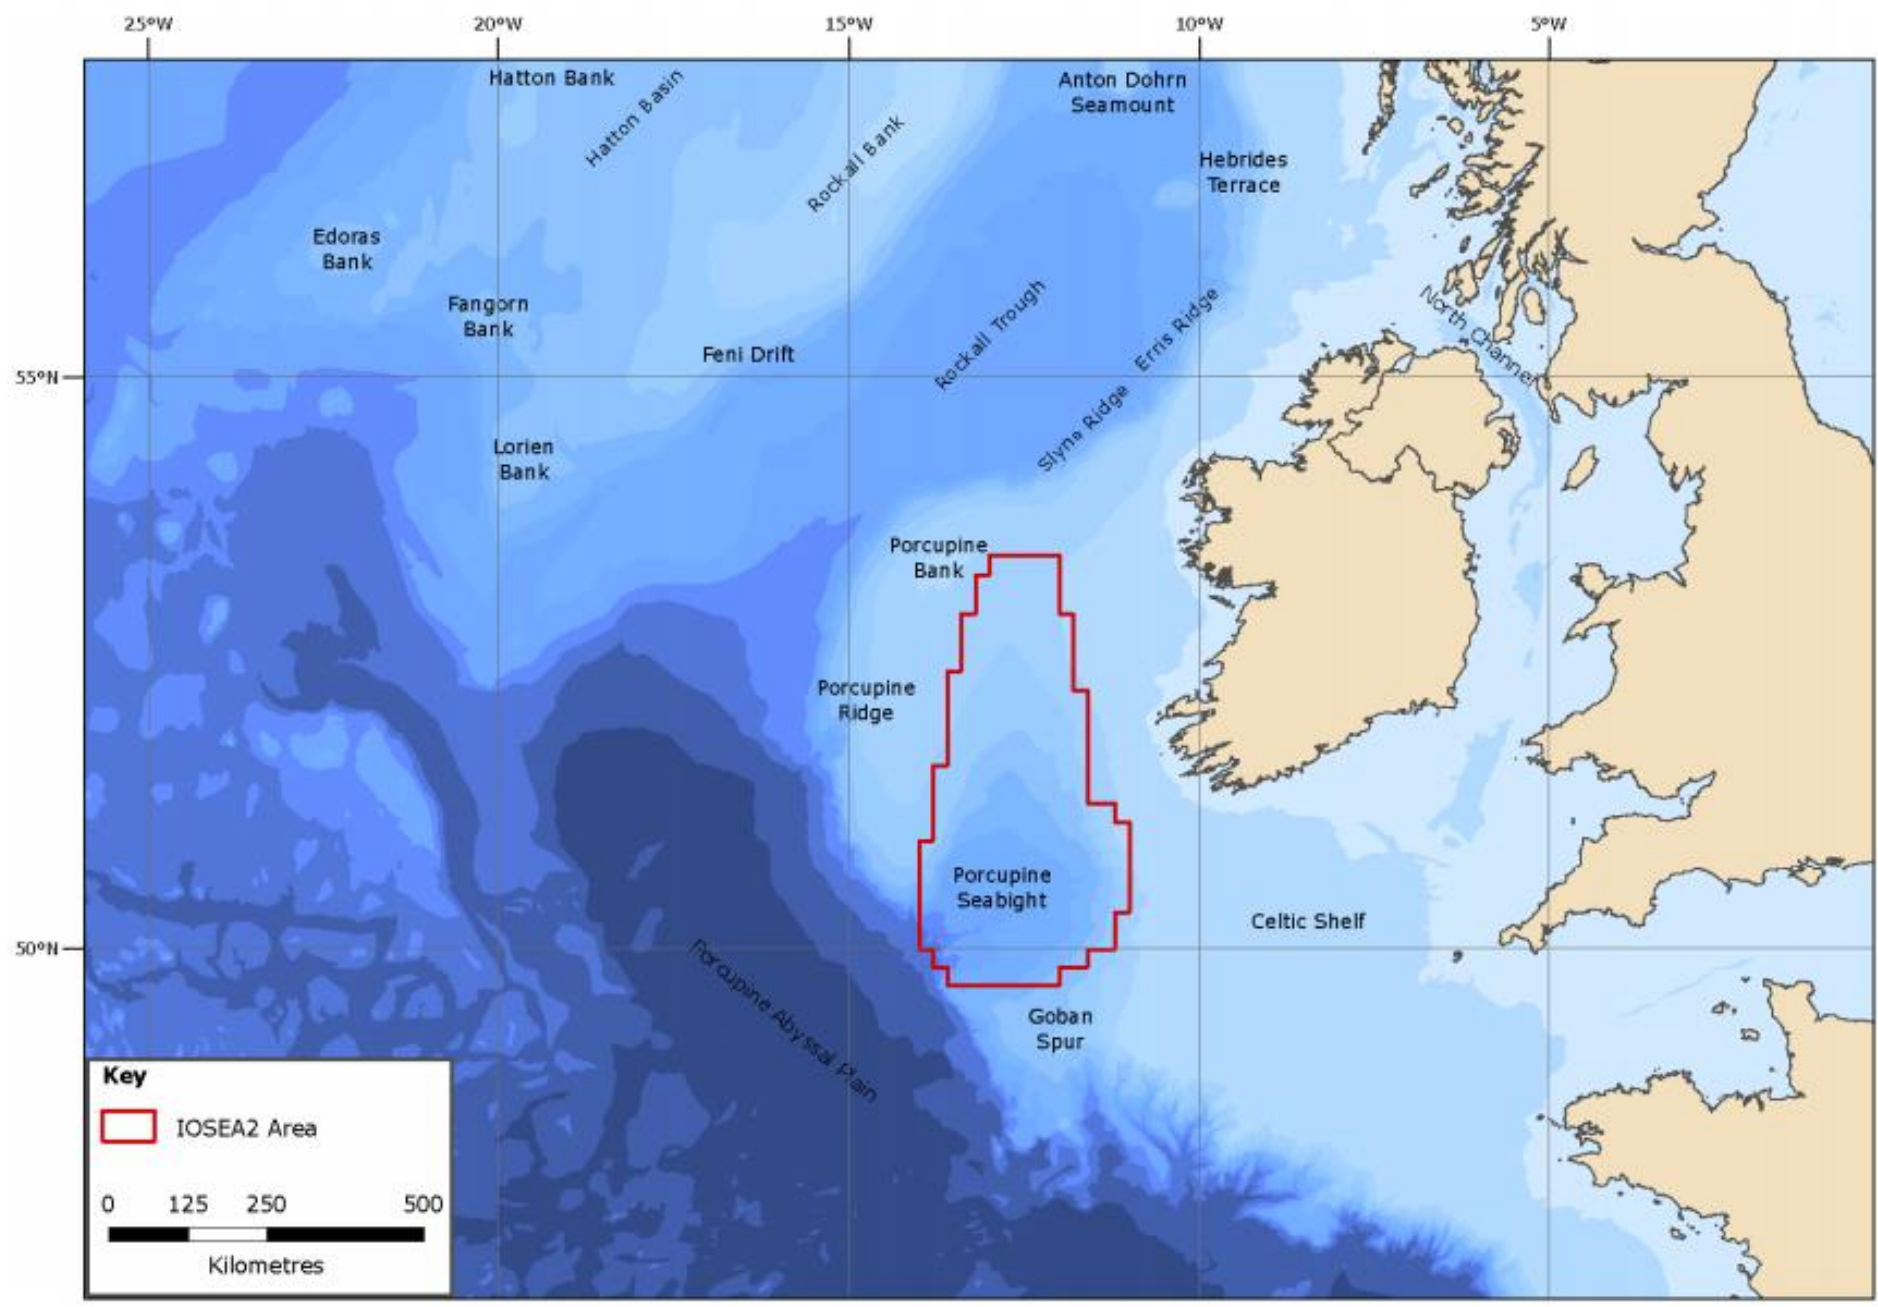 25°W
20°W
15°W
10°W
5°W
Hatton Bank
Hatton Basin
Rockall Bank
Anton Dohrn
Seamount
Hebrides
Terrace
Edoras
Bank
Fangorn
Bank
Feni Drift
Rockall Trough
Erris Ridge
North Channel
55°N
Slyne Ridge
Lorien
Bank
Porcupine
Bank
Porcupine
Ridge
Porcupine
Seabight
Celtic Shelf
50°N
Porcupine Abyssal Plain
Goban
Spur
Key
IOSEA2 Area
0 125 250 500
Kilometres